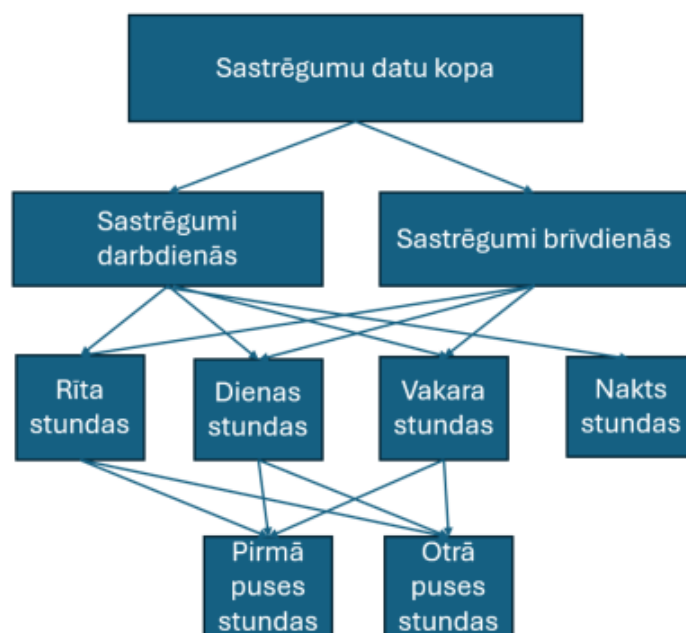 Sastrēgumu datu kopa
Sastrēgumi
darbdienās
Sastrēgumi brīvdienās
Rīta
stundas
Dienas
stundas
Vakara
stundas
Nakts
stundas
Pirmā
puses
stundas
Otrā
puses
stundas